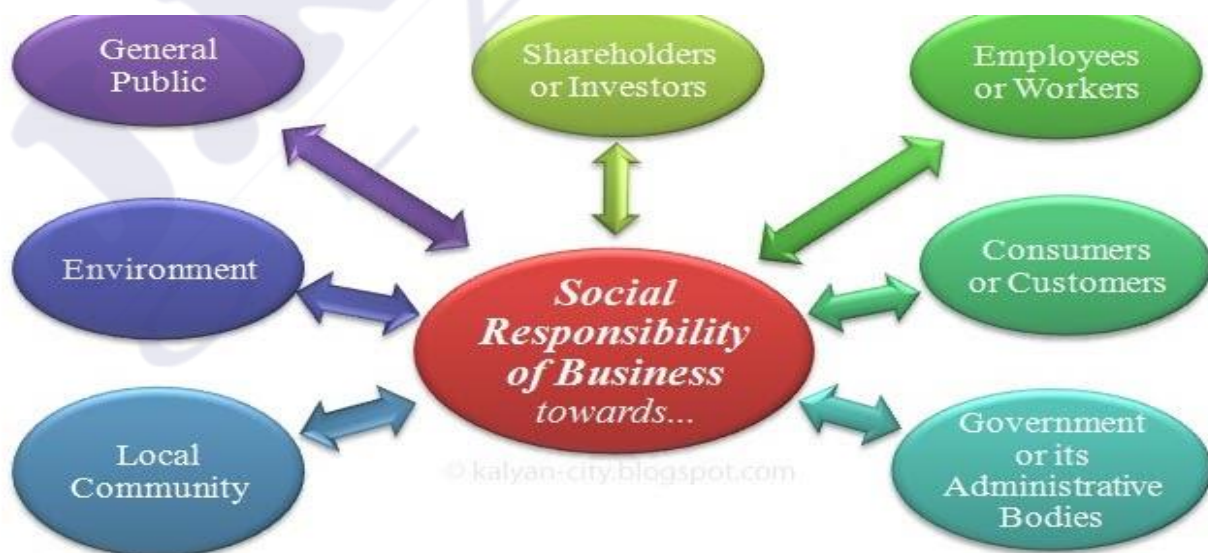 General
Public
Shareholders
or Investors
Employees
or Workers
Environment
Social
Responsibility
of Business
towards...
Consumers
or Customers
Local
Community
Government
or its
Administrative
Bodies
© kalyan-city.blogspot.com